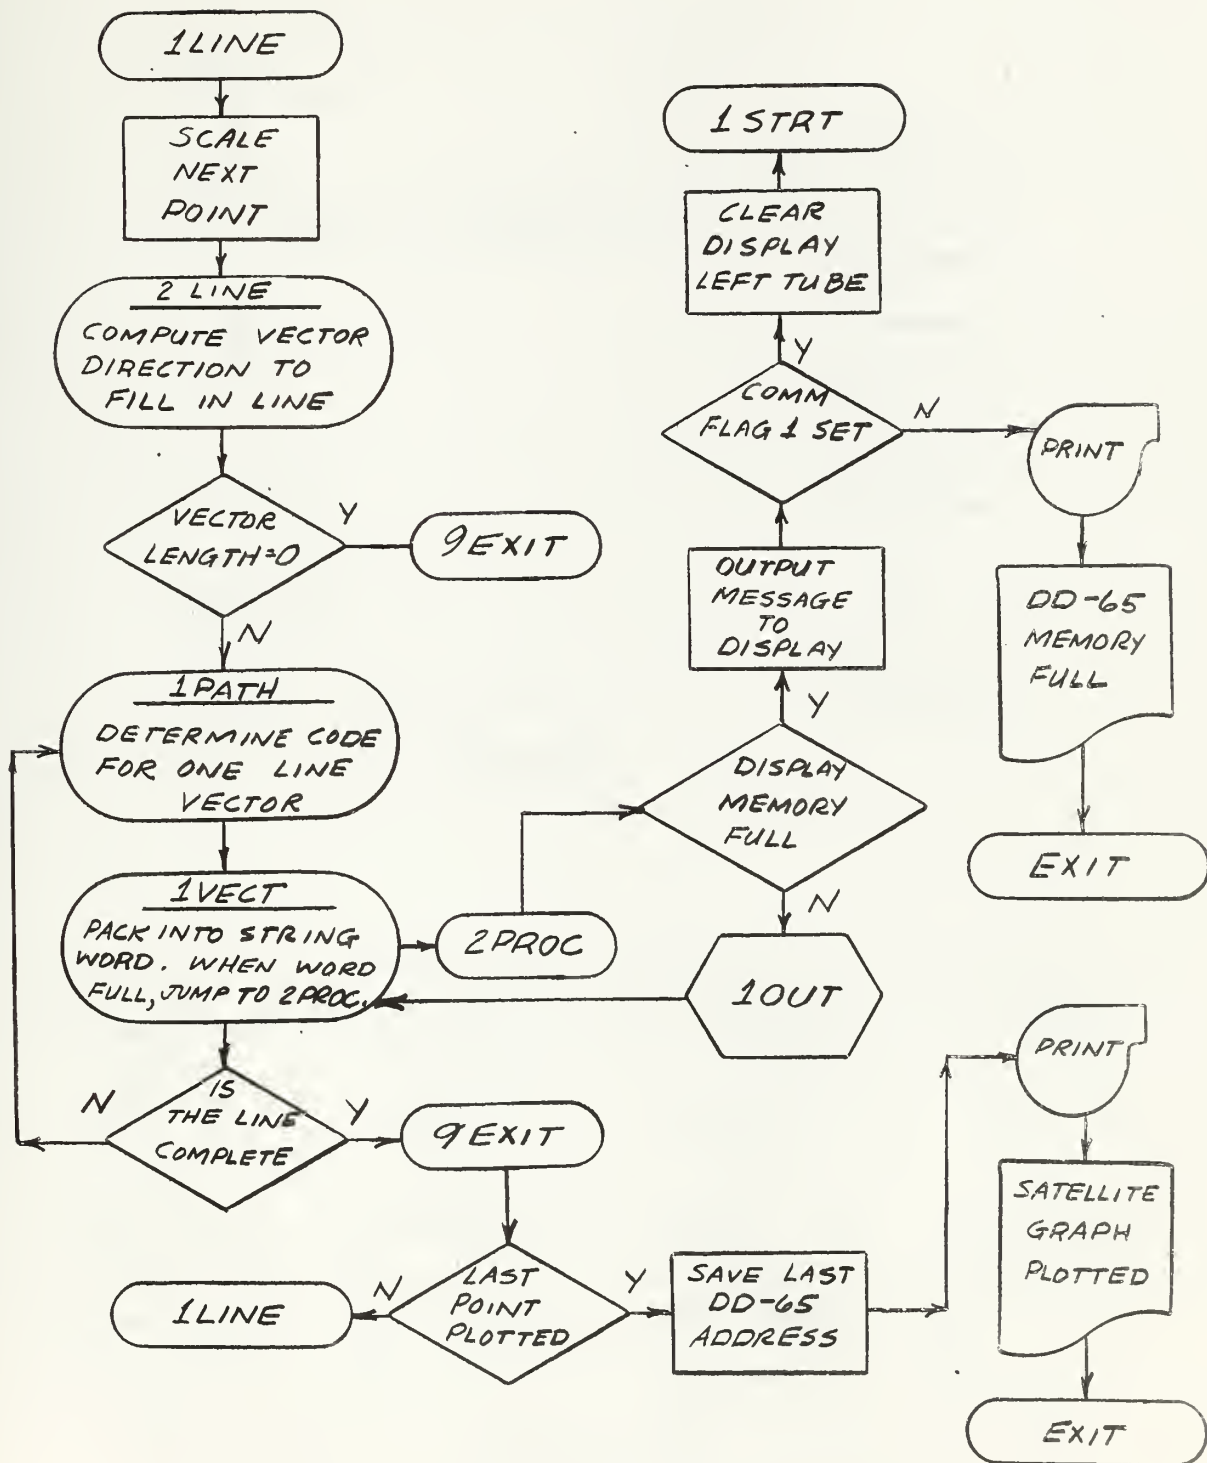 1LINE
SCALE
NEXT
POINT
2 LINE
COMPUTE VECTOR
DIRECTION TO
FILL IN LINE
VECTOR
LENGTH=0
Y
9EXIT
N
1PATH
DETERMINE CODE
FOR ONE LINE
VECTOR
1VECT
PACK INTO STRING
WORD. WHEN WORD
FULL, JUMP TO 2PROC.
2PROC
IS
THE LINE
COMPLETE
N
Y
9EXIT
LAST
POINT
PLOTTED
N
1LINE
Y
SAVE LAST
DD-65
ADDRESS
PRINT
SATELLITE
GRAPH
PLOTTED
EXIT
1 STRT
CLEAR
DISPLAY
LEFT TUBE
Y
COMM
FLAG 1 SET
N
PRINT
DD-65
MEMORY
FULL
EXIT
OUTPUT
MESSAGE
TO
DISPLAY
Y
DISPLAY
MEMORY
FULL
N
1OUT